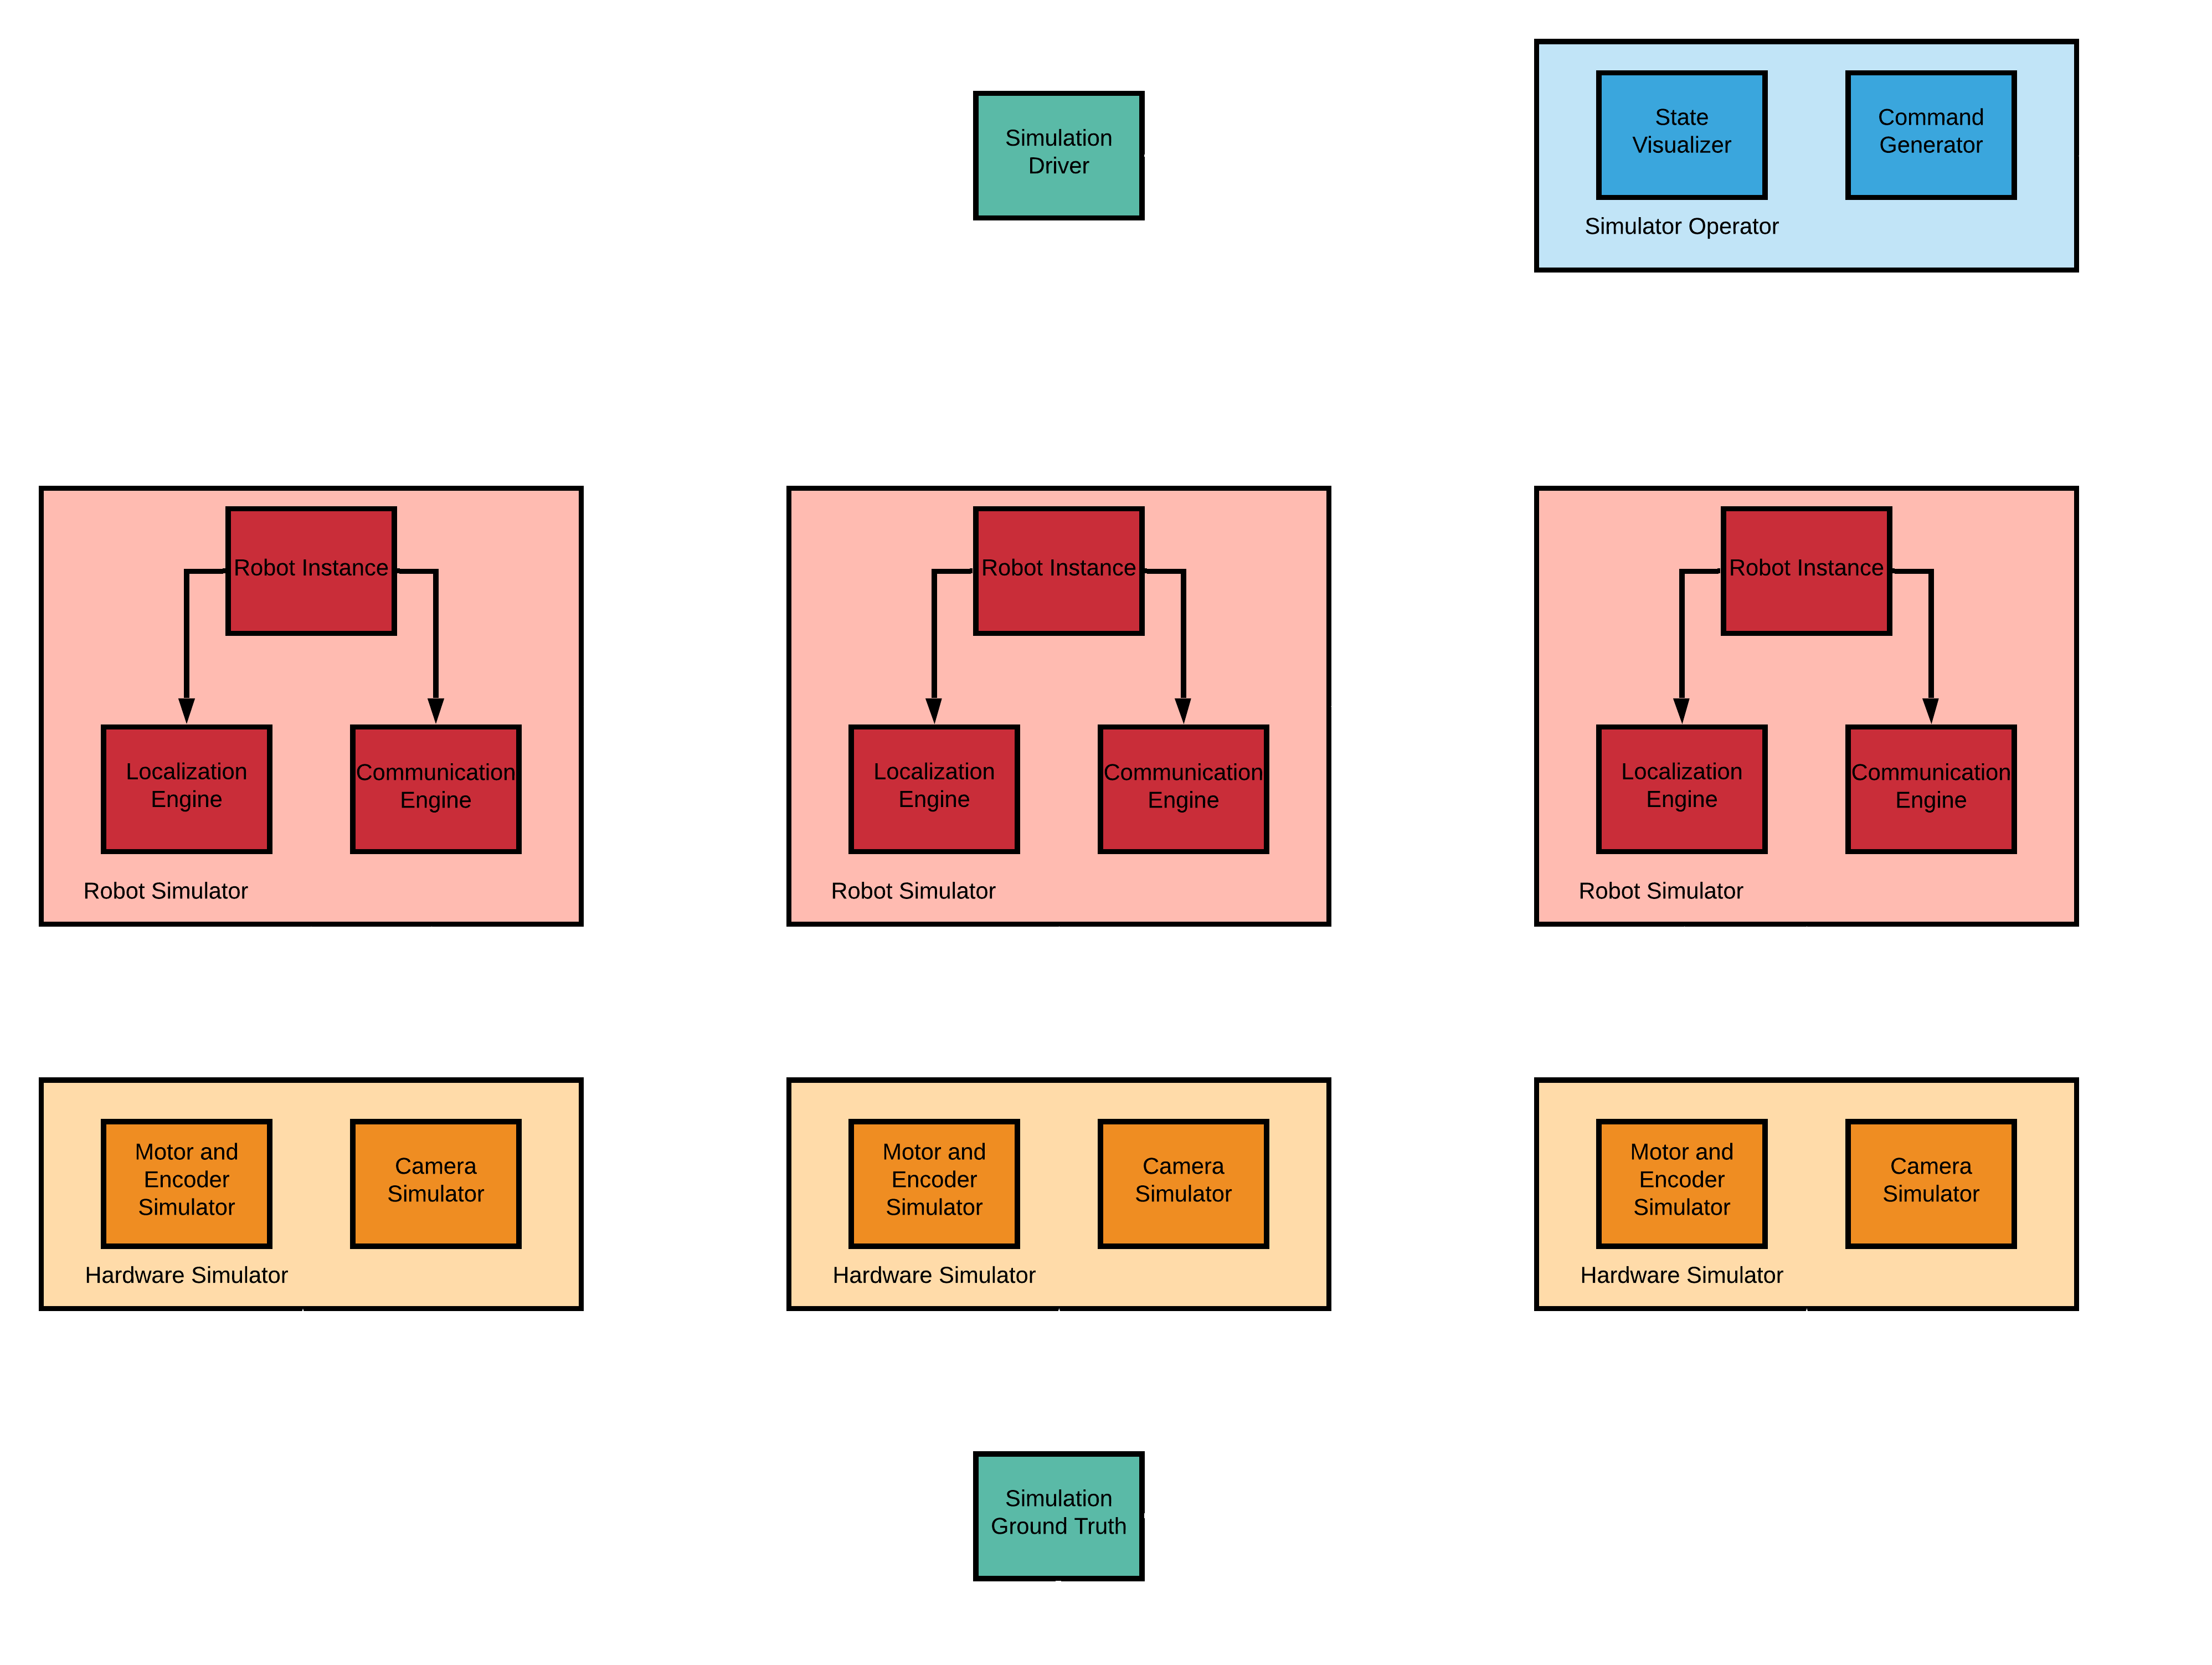 Simulation
Driver
State
Visualizer
Command
Generator
Simulator Operator
Robot Instance
Localization
Engine
Communication
Engine
Robot Simulator
Robot Instance
Localization
Engine
Communication
Engine
Robot Simulator
Robot Instance
Localization
Engine
Communication
Engine
Robot Simulator
Motor and
Encoder
Simulator
Camera
Simulator
Hardware Simulator
Motor and
Encoder
Simulator
Camera
Simulator
Hardware Simulator
Motor and
Encoder
Simulator
Camera
Simulator
Hardware Simulator
Simulation
Ground Truth